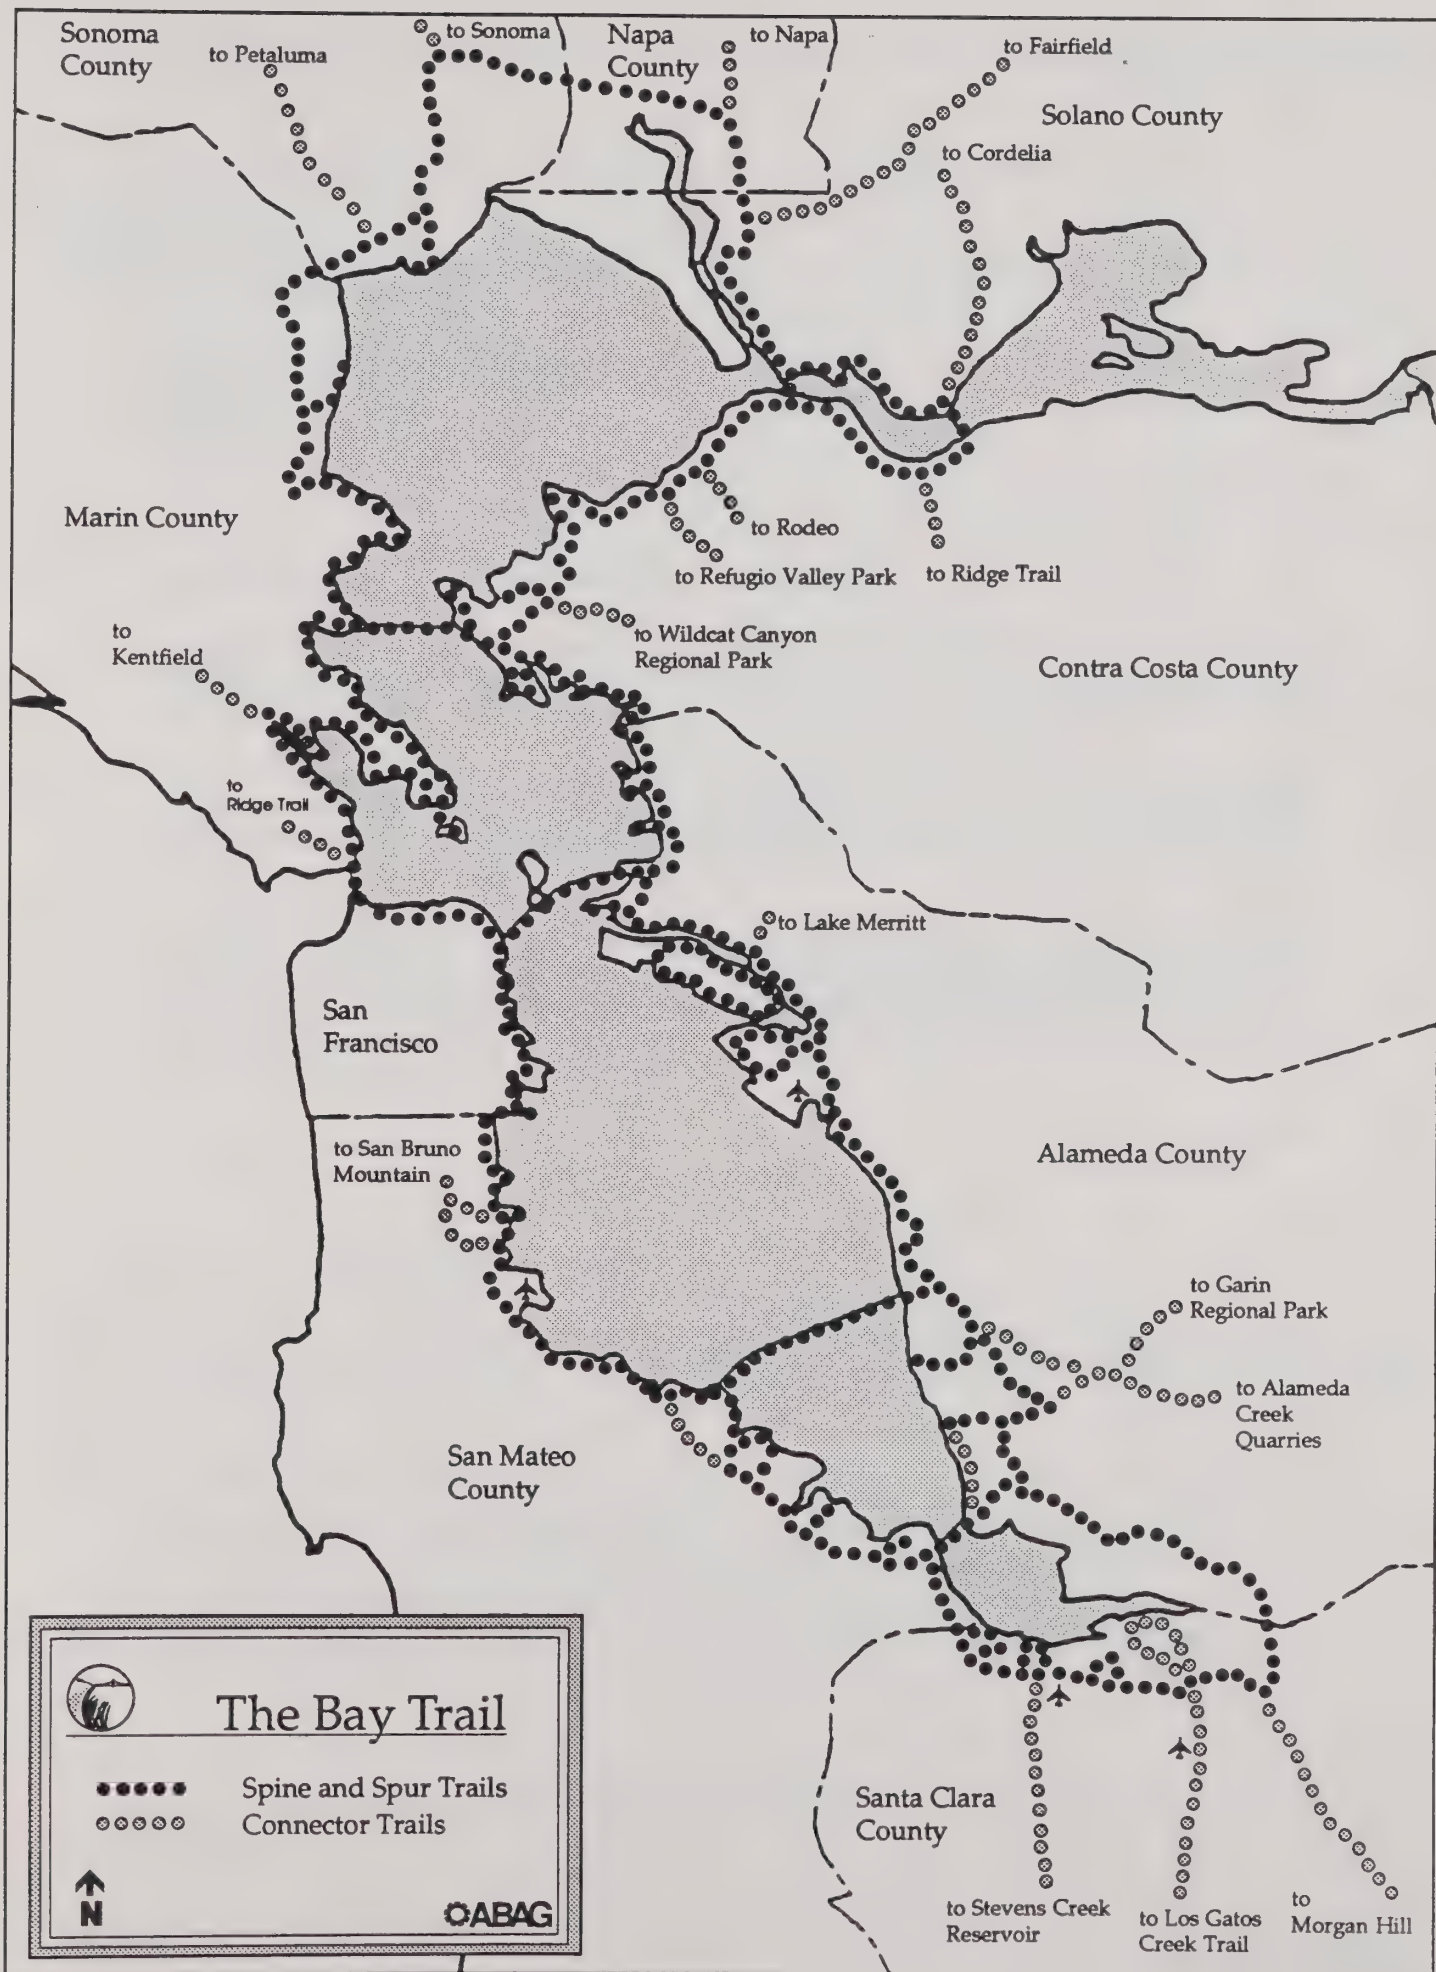 Sonoma
County
to Petaluma
to Sonoma
Napa
County
to Napa
to Fairfield
Solano County
to Cordelia
Marin County
to Rodeo
to Refugio Valley Park
to Ridge Trail
to
Kentfield
to Wildcat Canyon
Regional Park
Contra Costa County
to
Ridge Trail
to Lake Merritt
San
Francisco
to San Bruno
Mountain
Alameda County
to Garin
Regional Park
to Alameda
Creek
Quarries
San Mateo
County
The Bay Trail
Spine and Spur Trails
Connector Trails
N
ABAG
Santa Clara
County
to Stevens Creek
Reservoir
to Los Gatos
Creek Trail
to
Morgan Hill